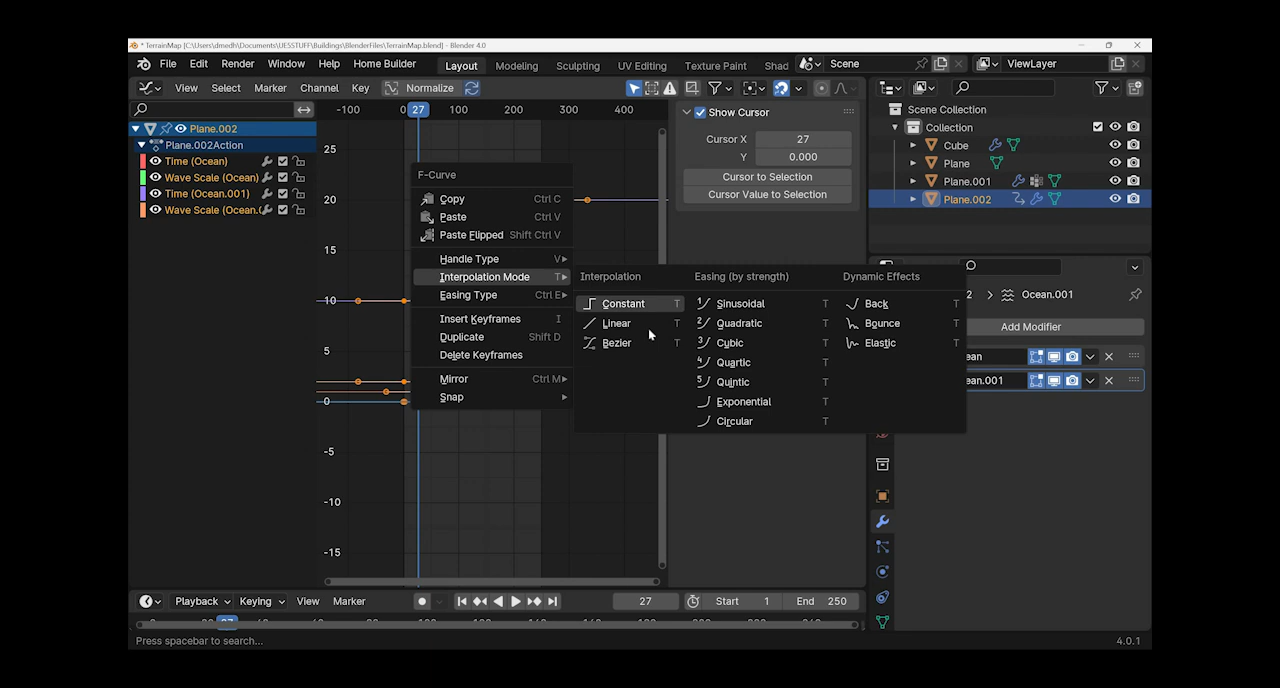 * TerrainMap [C:\Users\dmedh\Documents\UE5STUFF\Buildings\BlenderFiles\TerrainMap.blend] - Blender 4.0
File Edit Render Window Help Home Builder Layout Modeling Sculpting UV Editing Texture Paint Shad Scene ViewLayer
View Select Marker Channel Key Normalize
-100 0 27 100 200 300 400
Plane.002
Plane.002Action
Time (Ocean)
Wave Scale (Ocean)
Time (Ocean.001)
Wave Scale (Ocean.(
25
20
15
10
5
0
-5
-10
-15
F-Curve
Copy Ctrl C
Paste Ctrl V
Paste Flipped Shift Ctrl V
Handle Type V
Interpolation Mode T
Easing Type Ctrl E
Insert Keyframes I
Duplicate Shift D
Delete Keyframes
Mirror Ctrl M
Snap
Interpolation
Constant T
Linear T
Bezier T
Easing (by strength)
Sinusoidal T
Quadratic T
Cubic T
Quartic T
Quintic T
Exponential T
Circular T
Dynamic Effects
Back T
Bounce T
Elastic T
Show Cursor
Cursor X 27
Y 0.000
Cursor to Selection
Cursor Value to Selection
Scene Collection
Collection
Cube
Plane
Plane.001
Plane.002
2 Ocean.001
Add Modifier
ean
ean.001
Playback Keying View Marker 27 Start 1 End 250
27
Press spacebar to search... 4.0.1